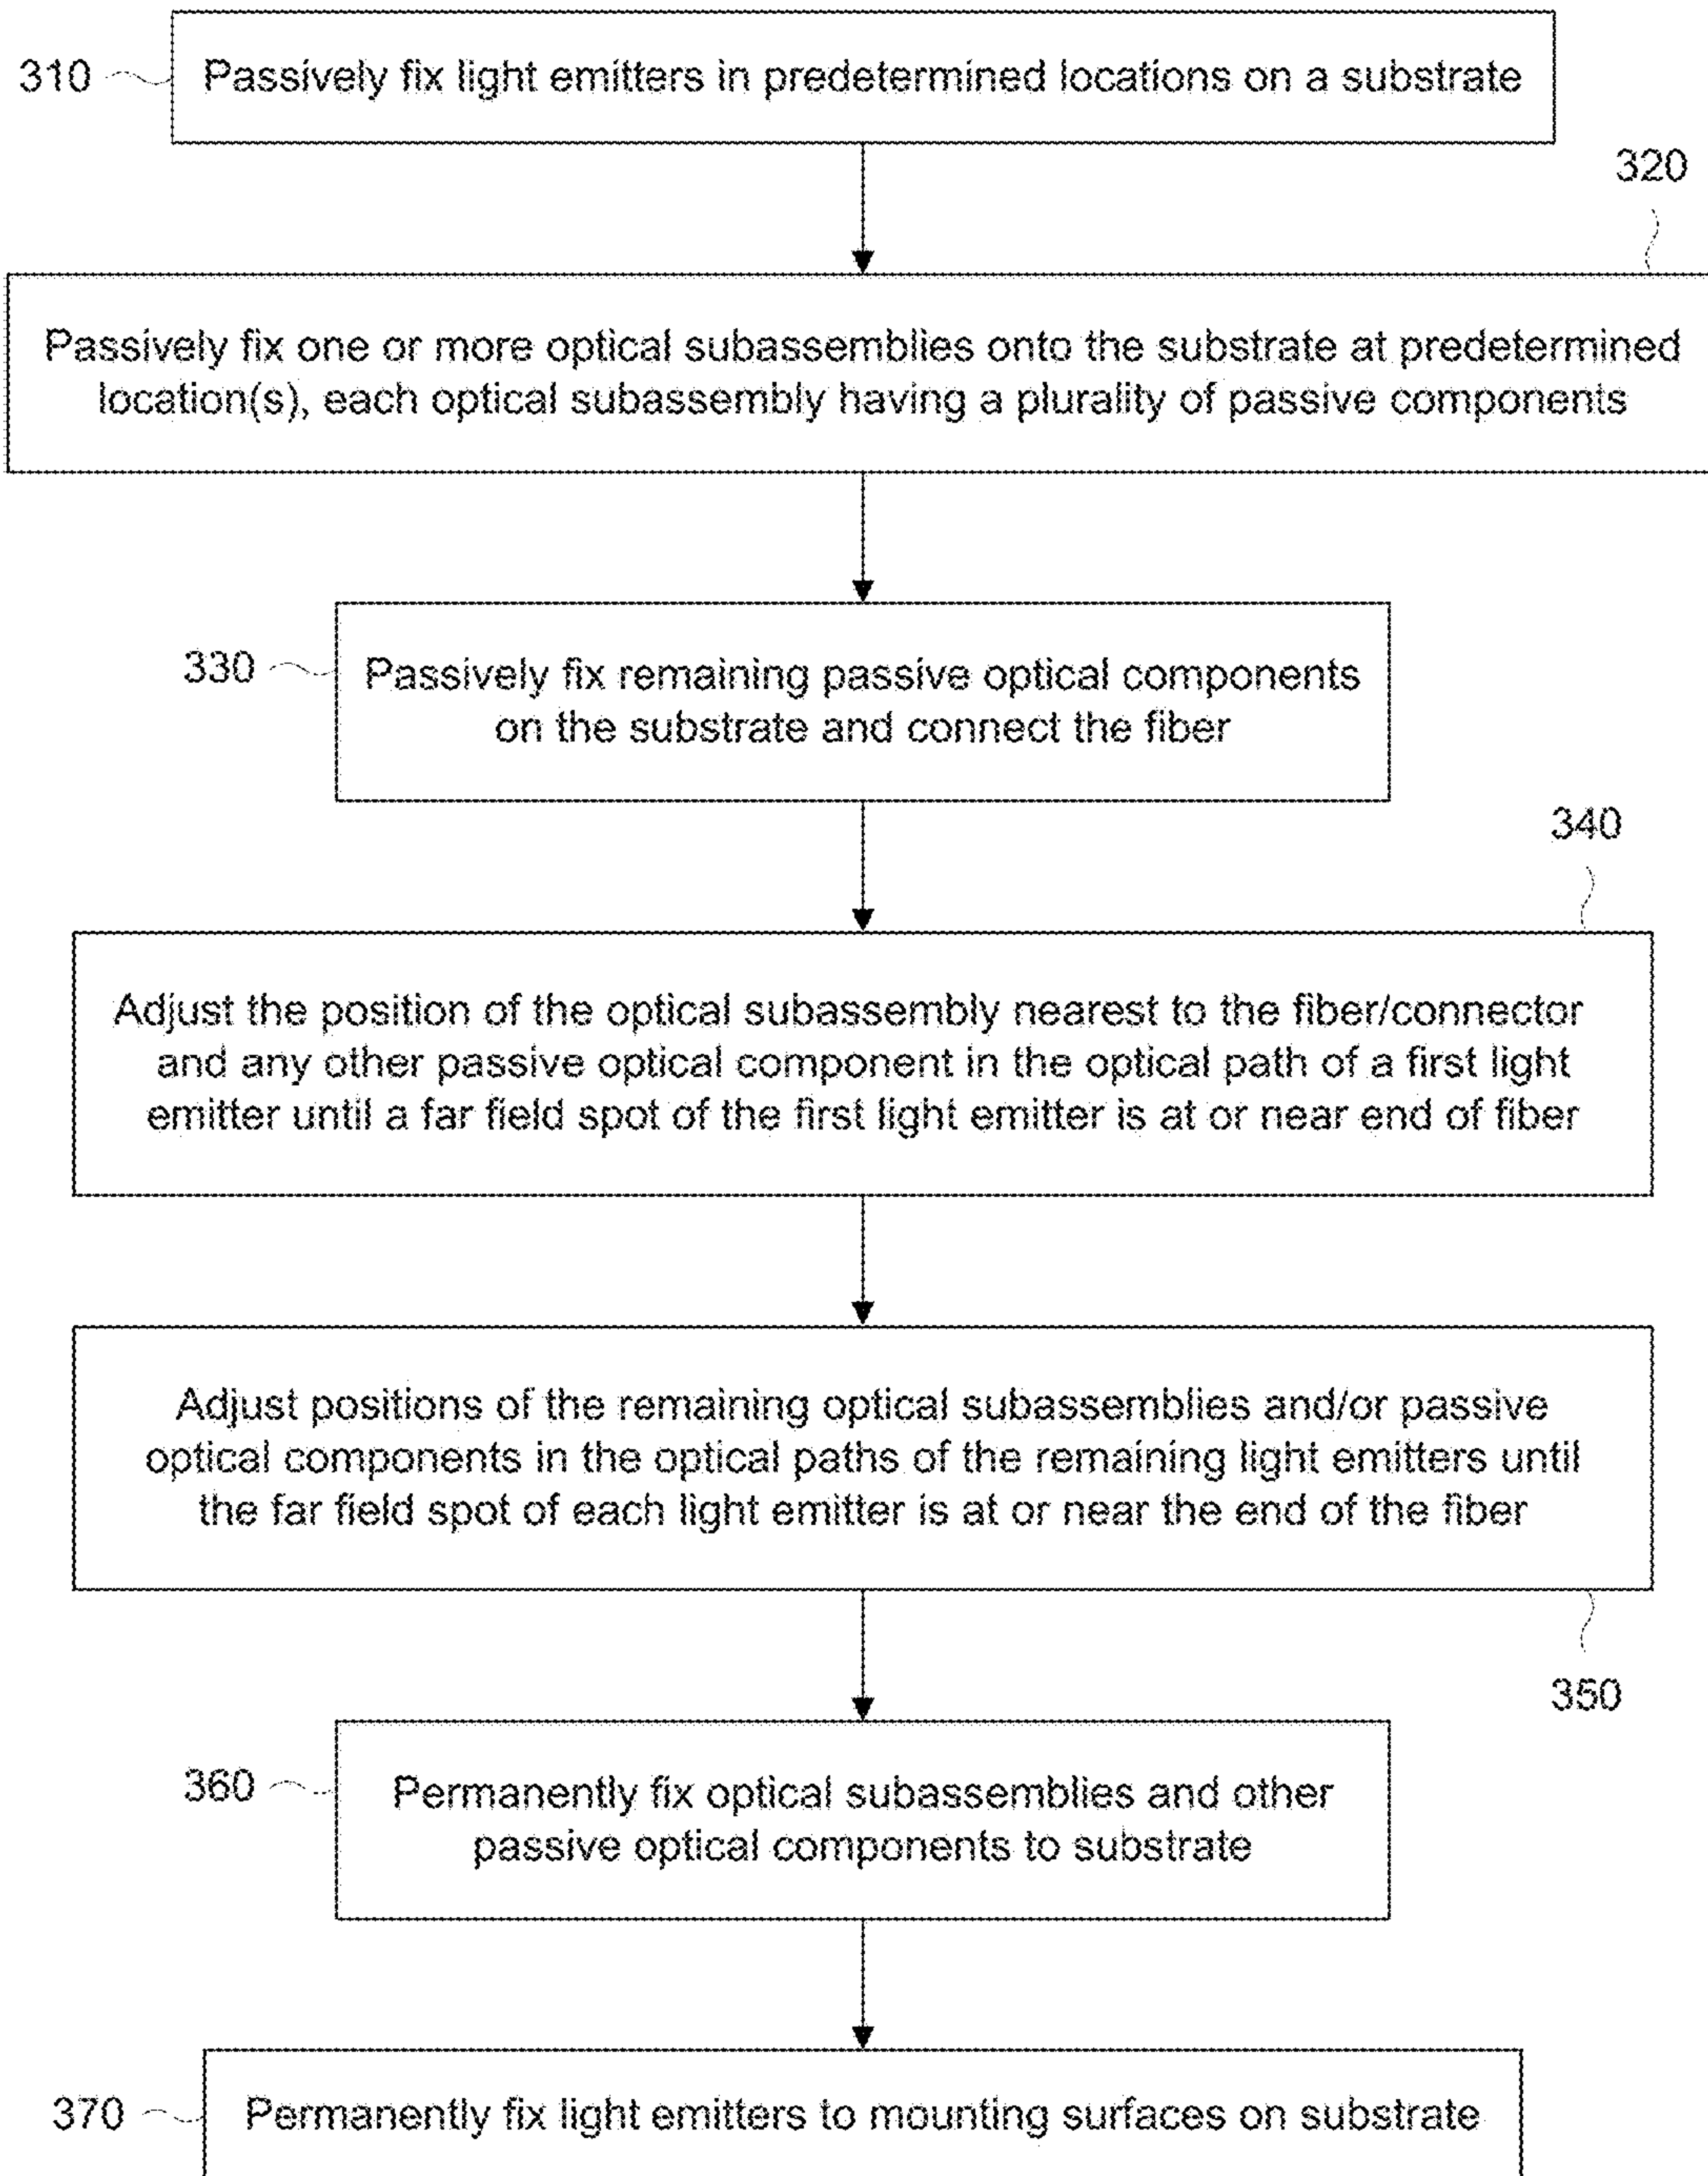 310
Passively fix light emitters in predetermined locations on a substrate
320
Passively fix one or more optical subassemblies onto the substrate at predetermined
location(s), each optical subassembly having a plurality of passive components
330
Passively fix remaining passive optical components
on the substrate and connect the fiber
340
Adjust the position of the optical subassembly nearest to the fiber/connector
and any other passive optical component in the optical path of a first light
emitter until a far field spot of the first light emitter is at or near end of fiber
Adjust positions of the remaining optical subassemblies and/or passive
optical components in the optical paths of the remaining light emitters until
the far field spot of each light emitter is at or near the end of the fiber
350
360
Permanently fix optical subassemblies and other
passive optical components to substrate
370
Permanently fix light emitters to mounting surfaces on substrate